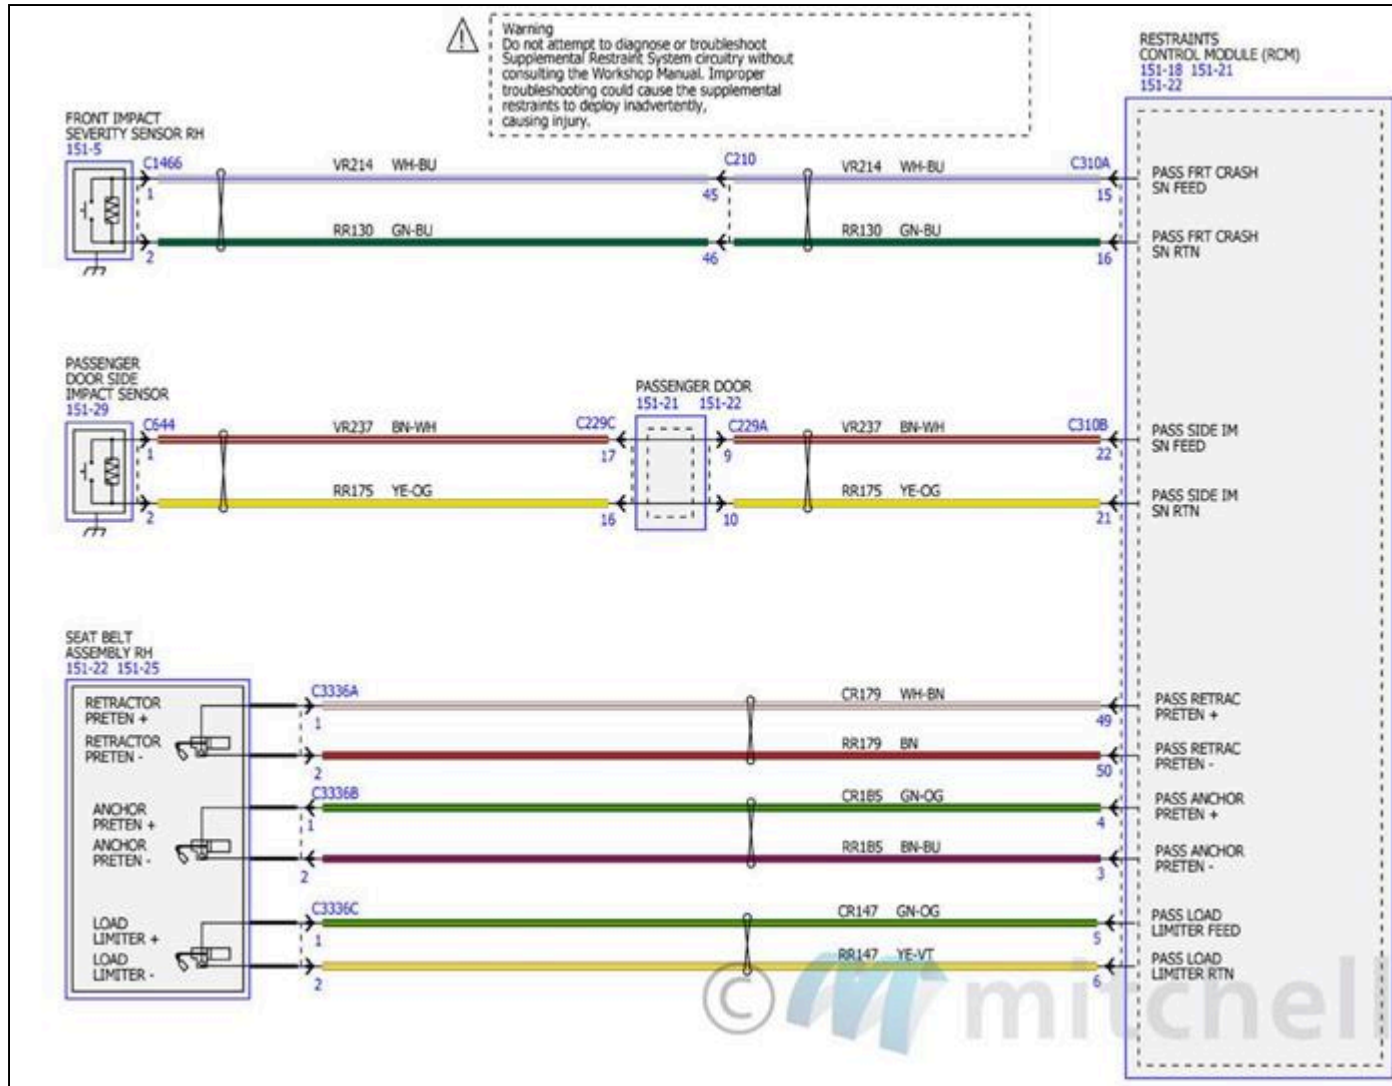 Warning
Do not attempt to diagnose or troubleshoot
Supplemental Restraint System circuitry without
consulting the Workshop Manual. Improper
troubleshooting could cause the supplemental
restraints to deploy inadvertently,
causing injury.
RESTRAINTS
CONTROL MODULE (RCM)
151-18 151-21
151-22
FRONT IMPACT
SEVERITY SENSOR RH
151-5
C1466
VR214 WH-BU
C210
VR214 WH-BU
C310A
PASS FRT CRASH
SN FEED
1
45
15
RR130 GN-BU
RR130 GN-BU
PASS FRT CRASH
SN RTN
2
46
16
PASSENGER
DOOR SIDE
IMPACT SENSOR
151-29
PASSENGER DOOR
151-21 151-22
C644
VR237 BN-WH
C229C
C229A
VR237 BN-WH
C310B
PASS SIDE IM
SN FEED
1
17
9
22
RR175 YE-OG
RR175 YE-OG
PASS SIDE IM
SN RTN
2
16
10
21
SEAT BELT
ASSEMBLY RH
151-22 151-25
RETRACTOR
PRETEN +
C3336A
CR179 WH-BN
PASS RETRAC
PRETEN +
1
49
RETRACTOR
PRETEN -
RR179 BN
PASS RETRAC
PRETEN -
2
50
ANCHOR
PRETEN +
C3336B
CR185 GN-OG
PASS ANCHOR
PRETEN +
1
4
ANCHOR
PRETEN -
RR185 BN-BU
PASS ANCHOR
PRETEN -
2
3
LOAD
LIMITER +
C3336C
CR147 GN-OG
PASS LOAD
LIMITER FEED
1
5
LOAD
LIMITER -
RR147 YE-VT
PASS LOAD
LIMITER RTN
2
6
© mitchell